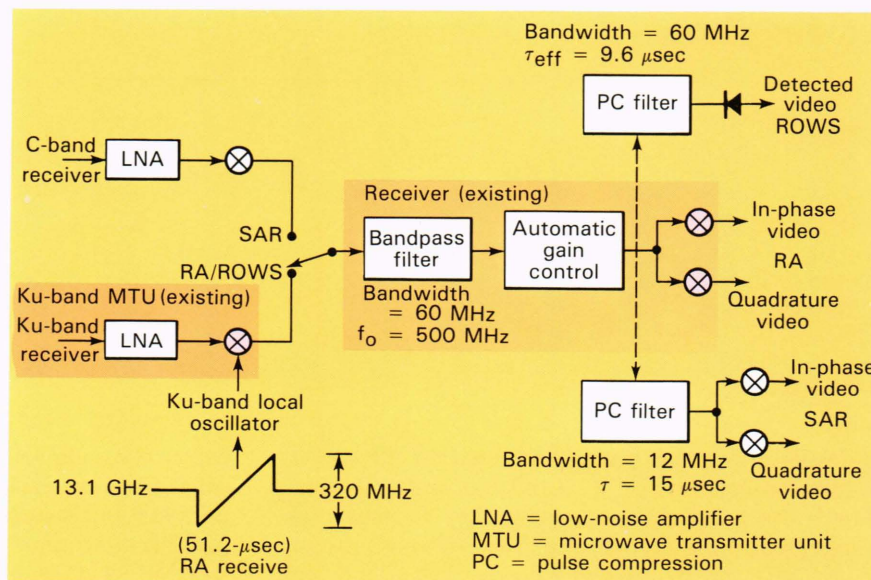 Bandwidth = 60 MHz
τeff = 9.6 μsec
PC filter
Detected
video
ROWS
C-band
receiver
LNA
SAR
RA/ROWS
Receiver (existing)
Bandpass
filter
Automatic
gain
control
In-phase
video
RA
Quadrature
video
Bandwidth
= 60 MHz
fo = 500 MHz
Ku-band MTU (existing)
Ku-band
receiver
LNA
Ku-band local
oscillator
13.1 GHz
320 MHz
(51.2-μsec)
RA receive
PC filter
In-phase
video
SAR
Quadrature
video
Bandwidth = 12 MHz
τ = 15 μsec
LNA = low-noise amplifier
MTU = microwave transmitter unit
PC = pulse compression